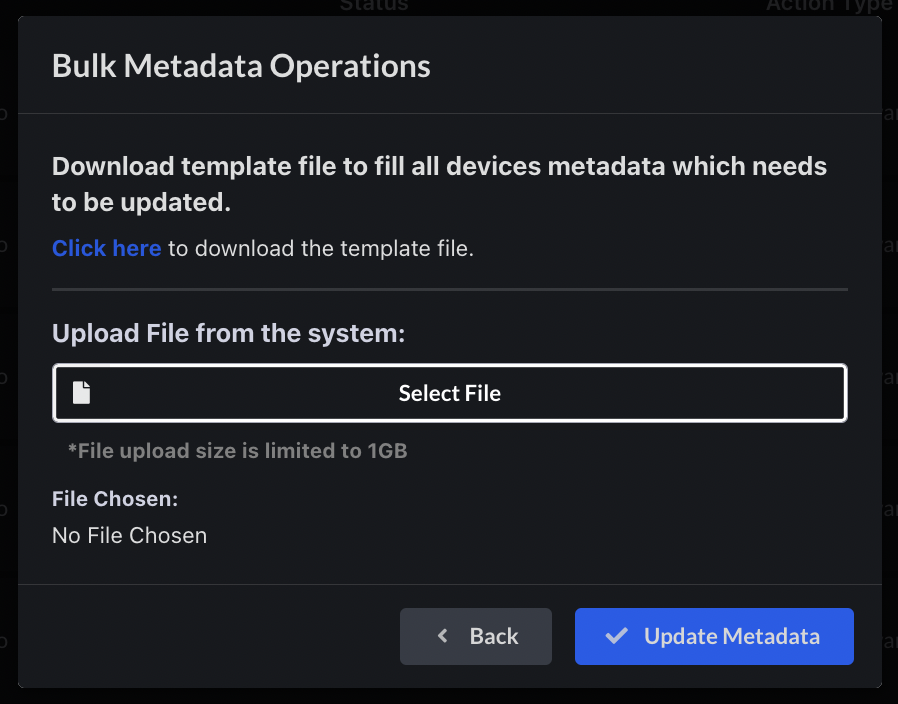 Status Action Type
Bulk Metadata Operations
Download template file to fill all devices metadata which needs
to be updated.
Click here to download the template file.
Upload File from the system:
Select File
*File upload size is limited to 1GB
File Chosen:
No File Chosen
Back Update Metadata